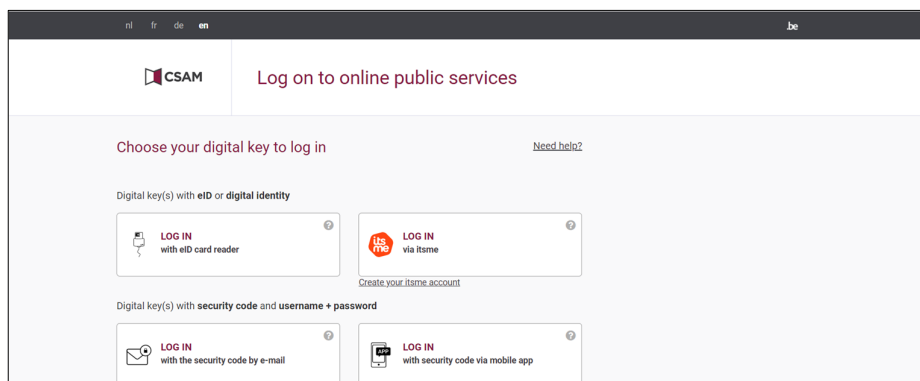 nl fr de en .be
CSAM
Log on to online public services
Choose your digital key to log in
Need help?
Digital key(s) with eID or digital identity
LOG IN
with eID card reader
?
its
me
LOG IN
via itsme
?
Create your itsme account
Digital key(s) with security code and username + password
LOG IN
with the security code by e-mail
?
APP
LOG IN
with security code via mobile app
?